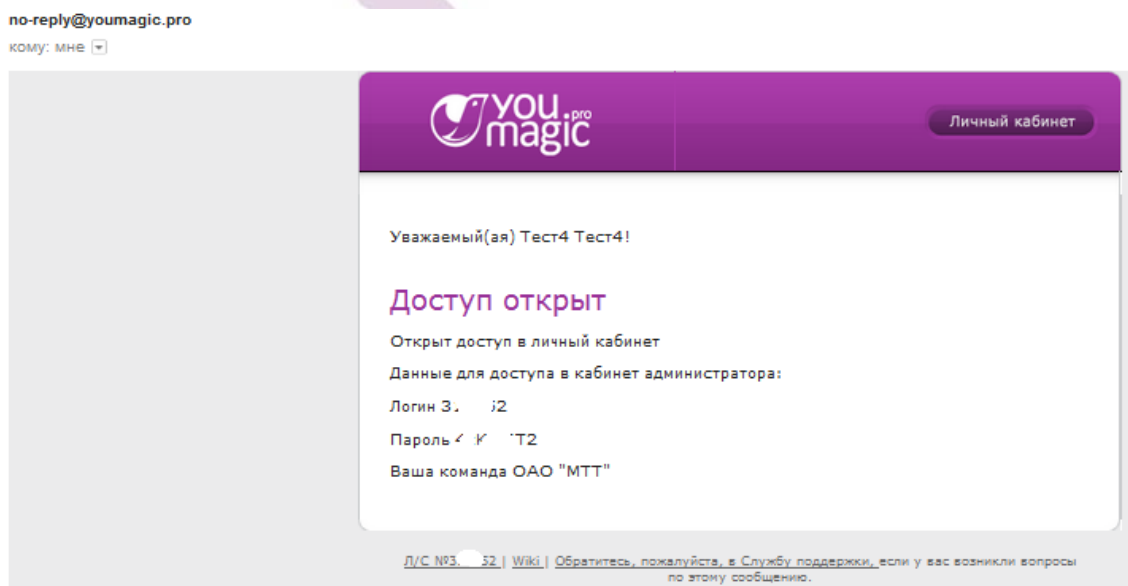 no-reply@youmagic.pro
кому: мне
you
magic.pro
Личный кабинет
Уважаемый(ая) Тест4 Тест4!
Доступ открыт
Открыт доступ в личный кабинет
Данные для доступа в кабинет администратора:
Логин
Пароль
Ваша команда ОАО "МТТ"
Л/С | Wiki | Обратитесь, пожалуйста, в Службу поддержки, если у вас возникли вопросы
по этому сообщению.